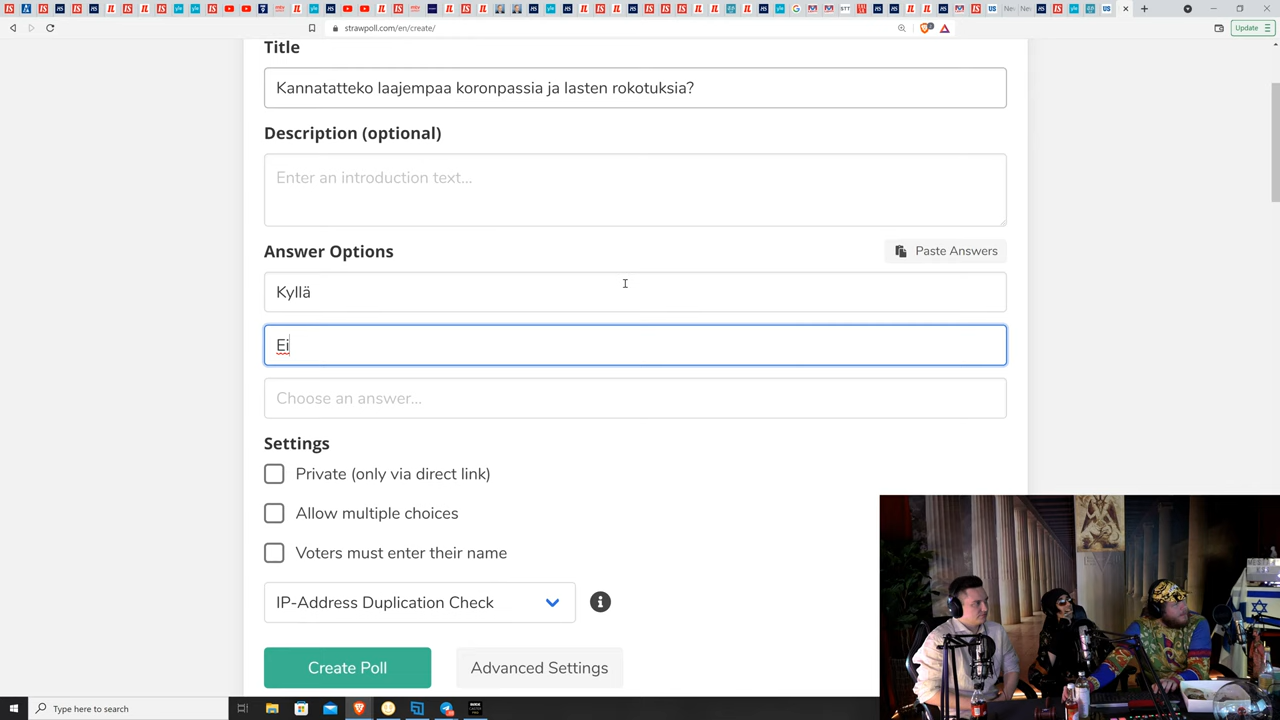 strawpoll.com/en/create/
Update
Title
Kannatatteko laajempaa koronpassia ja lasten rokotuksia?
Description (optional)
Enter an introduction text...
Answer Options
Paste Answers
Kyllä
Ei
Choose an answer...
Settings
Private (only via direct link)
Allow multiple choices
Voters must enter their name
IP-Address Duplication Check
Create Poll
Advanced Settings
Type here to search